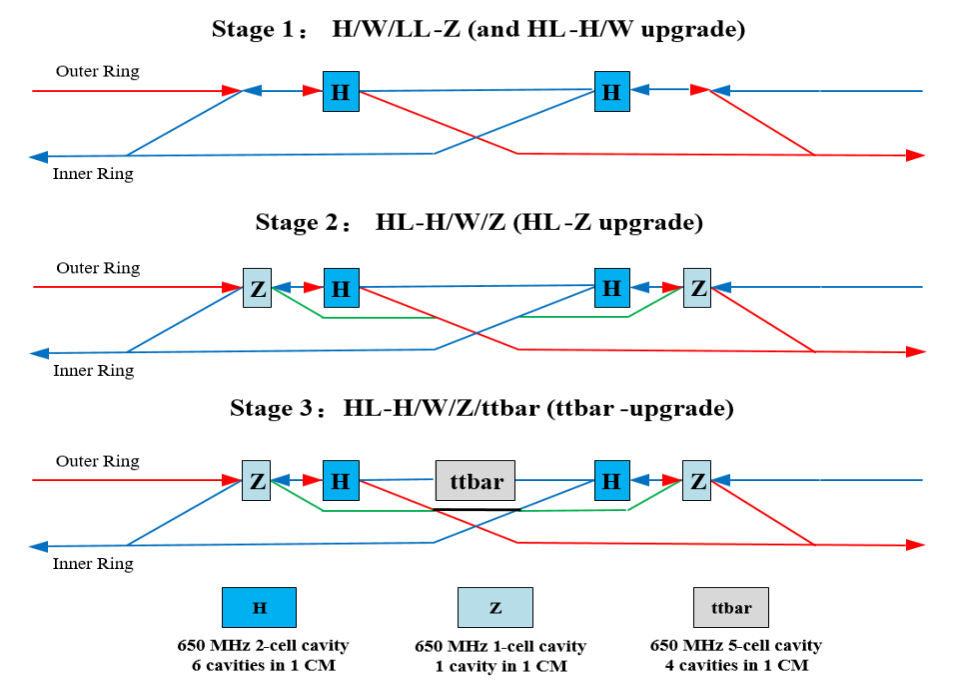 Stage 1： H/W/LL-Z (and HL-H/W upgrade)
Outer Ring
H H
Inner Ring
Stage 2： HL-H/W/Z (HL-Z upgrade)
Outer Ring
Z H H Z
Inner Ring
Stage 3： HL-H/W/Z/ttbar (ttbar-upgrade)
Outer Ring
Z H ttbar H Z
Inner Ring
H Z ttbar
650 MHz 2-cell cavity 650 MHz 1-cell cavity 650 MHz 5-cell cavity
6 cavities in 1 CM 1 cavity in 1 CM 4 cavities in 1 CM